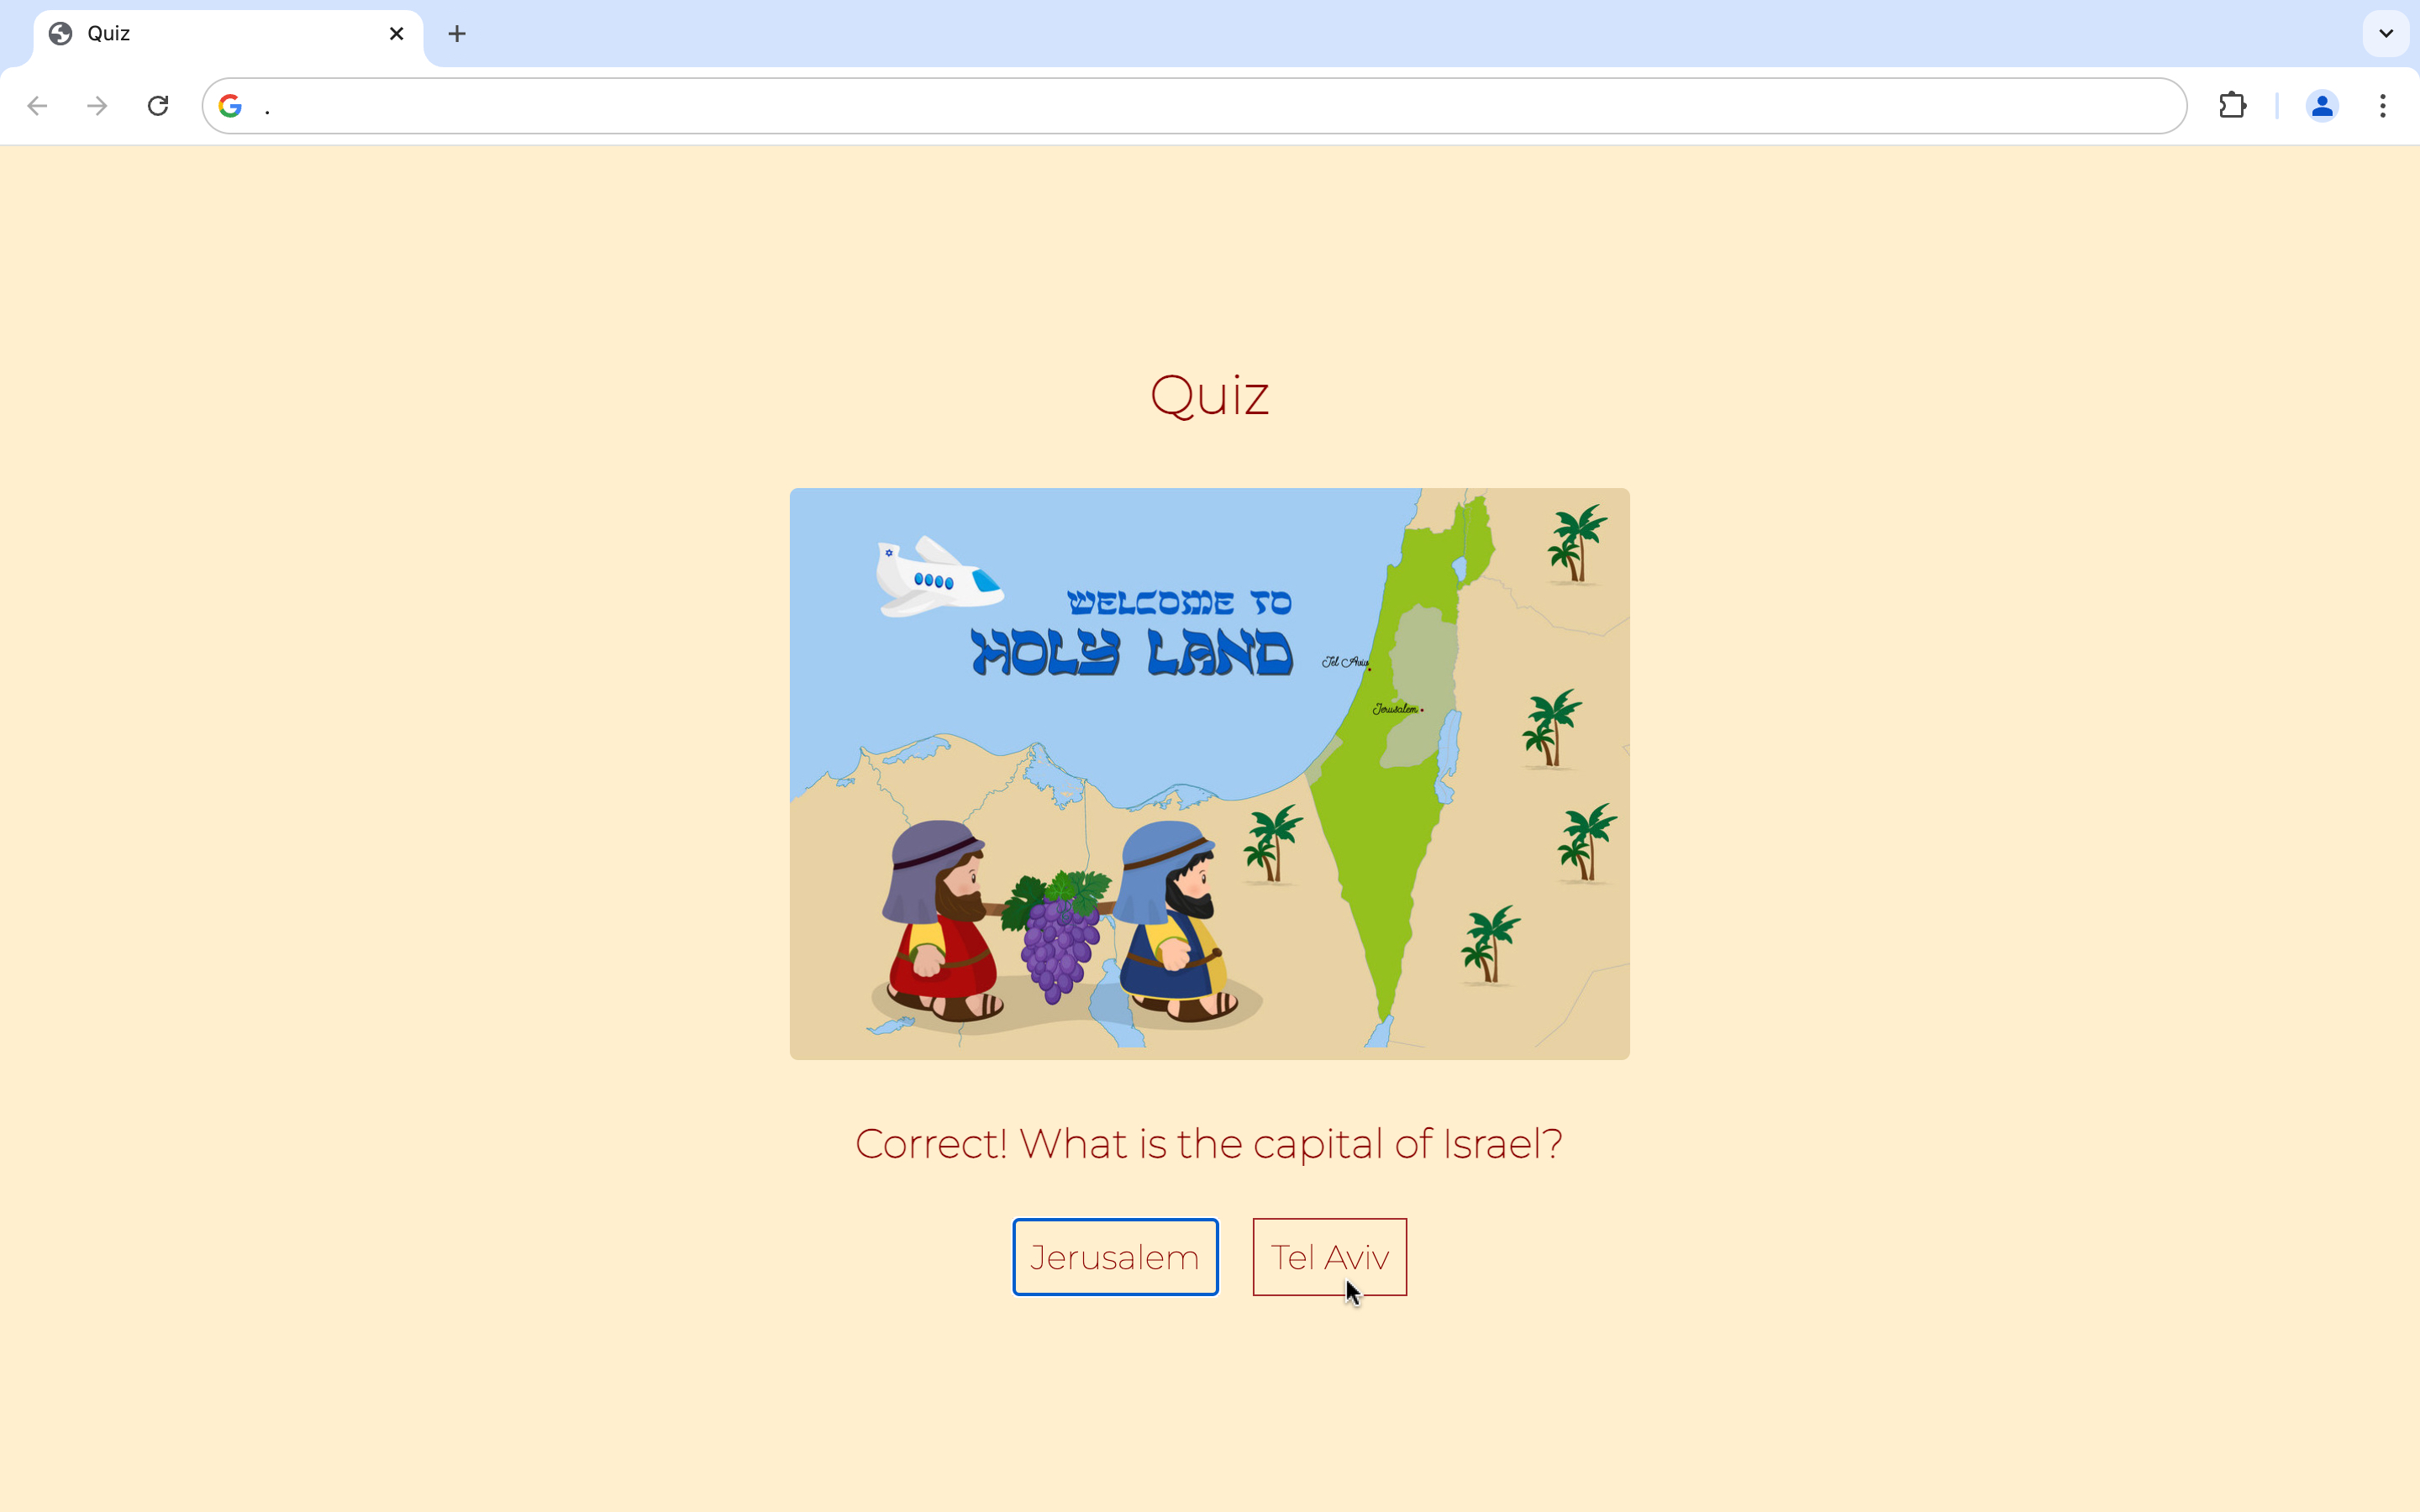 Quiz
.
Quiz
WELCOME TO
HOLY LAND
Tel Aviv
Jerusalem
Correct! What is the capital of Israel?
Jerusalem
Tel Aviv